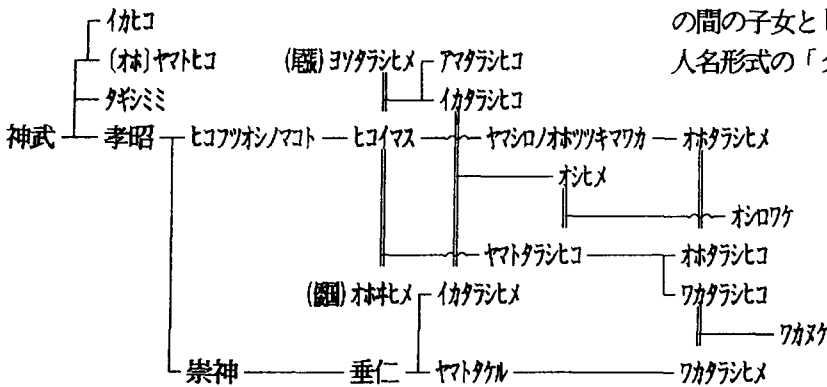 イカヒコ
の間の子女と
〔オホ〕ヤマトヒコ
(尾張)ヨソタラシヒメ
アマタラシヒコ
人名形式の「
タギシミミ
イカタラシヒコ
神武
孝昭
ヒコフツオシノマコト
ヒコイマス
ヤマシロノオホツツキマワカ
オホタラシヒメ
オシヒメ
オシロワケ
ヤマトタラシヒコ
オホタラシヒコ
オホヰヒメ
イカタラシヒメ
ワカタラシヒコ
ワカヌケ
崇神
垂仁
ヤマトタケル
ワカタラシヒメ